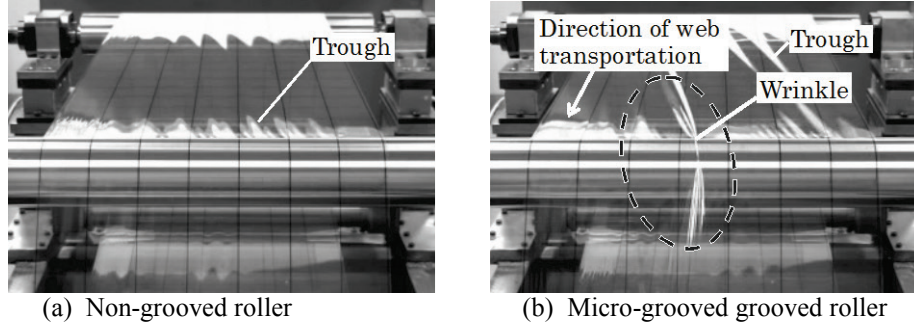 Trough
Direction of web
transportation
Trough
Wrinkle
(a) Non-grooved roller
(b) Micro-grooved grooved roller